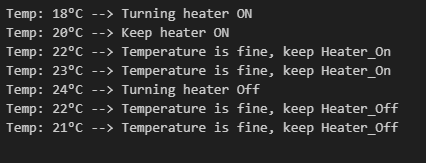 Temp: 18°C --> Turning heater ON
Temp: 20°C --> Keep heater ON
Temp: 22°C --> Temperature is fine, keep Heater_On
Temp: 23°C --> Temperature is fine, keep Heater_On
Temp: 24°C --> Turning heater Off
Temp: 22°C --> Temperature is fine, keep Heater_Off
Temp: 21°C --> Temperature is fine, keep Heater_Off